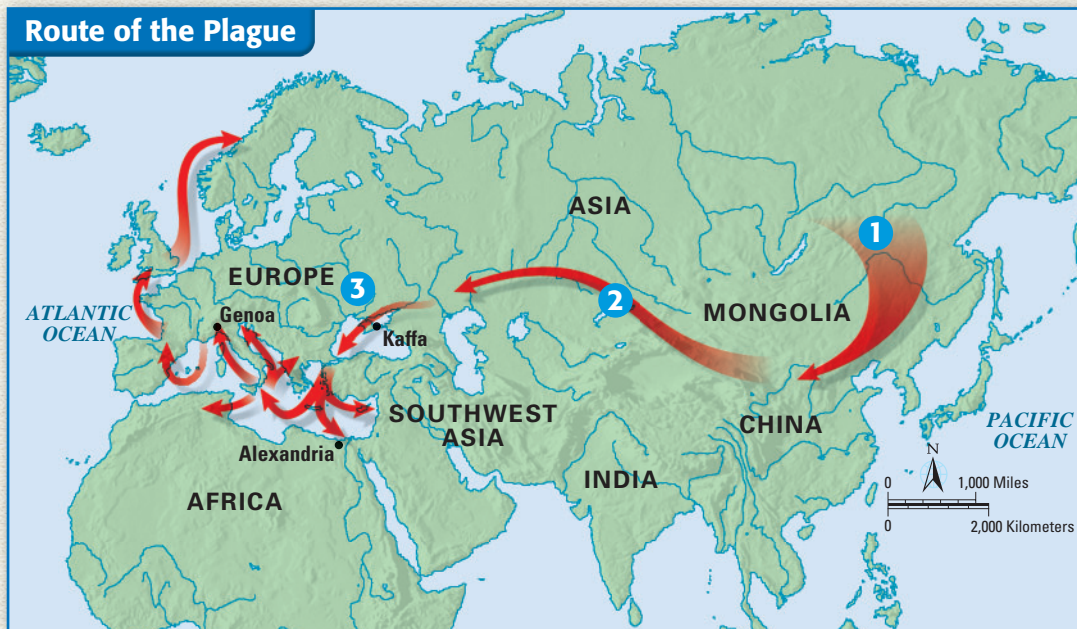 Route of the Plague
1
ASIA
EUROPE
3
2
ATLANTIC
OCEAN
Genoa
MONGOLIA
Kaffa
SOUTHWEST
ASIA
CHINA
PACIFIC
OCEAN
Alexandria
N
INDIA
AFRICA
0
1,000 Miles
0
2,000 Kilometers